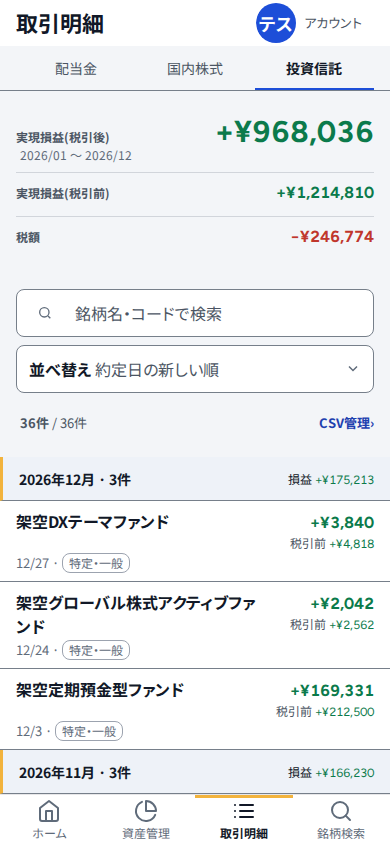 取引明細
テス アカウント
配当金 国内株式 投資信託
実現損益(税引後) +¥968,036
2026/01 〜 2026/12
実現損益(税引前) +¥1,214,810
税額 -¥246,774
銘柄名・コードで検索
並べ替え 約定日の新しい順
36件 / 36件 CSV管理›
2026年12月・3件 損益 +¥175,213
架空DXテーマファンド +¥3,840
税引前 +¥4,818
12/27・特定・一般
架空グローバル株式アクティブファ +¥2,042
ンド 税引前 +¥2,562
12/24・特定・一般
架空定期預金型ファンド +¥169,331
税引前 +¥212,500
12/3・特定・一般
2026年11月・3件 損益 +¥166,230
ホーム 資産管理 取引明細 銘柄検索